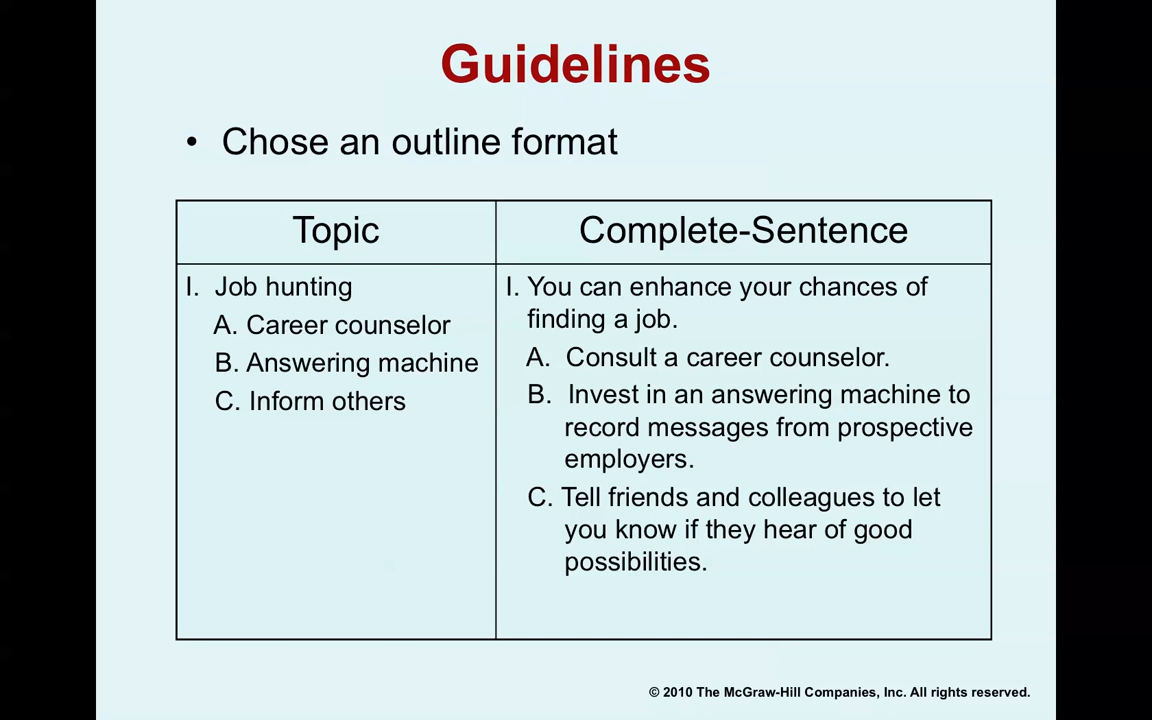 Guidelines
• Chose an outline format
Topic
Complete-Sentence
I. Job hunting
A. Career counselor
B. Answering machine
C. Inform others
I. You can enhance your chances of
finding a job.
A. Consult a career counselor.
B. Invest in an answering machine to
record messages from prospective
employers.
C. Tell friends and colleagues to let
you know if they hear of good
possibilities.
© 2010 The McGraw-Hill Companies, Inc. All rights reserved.